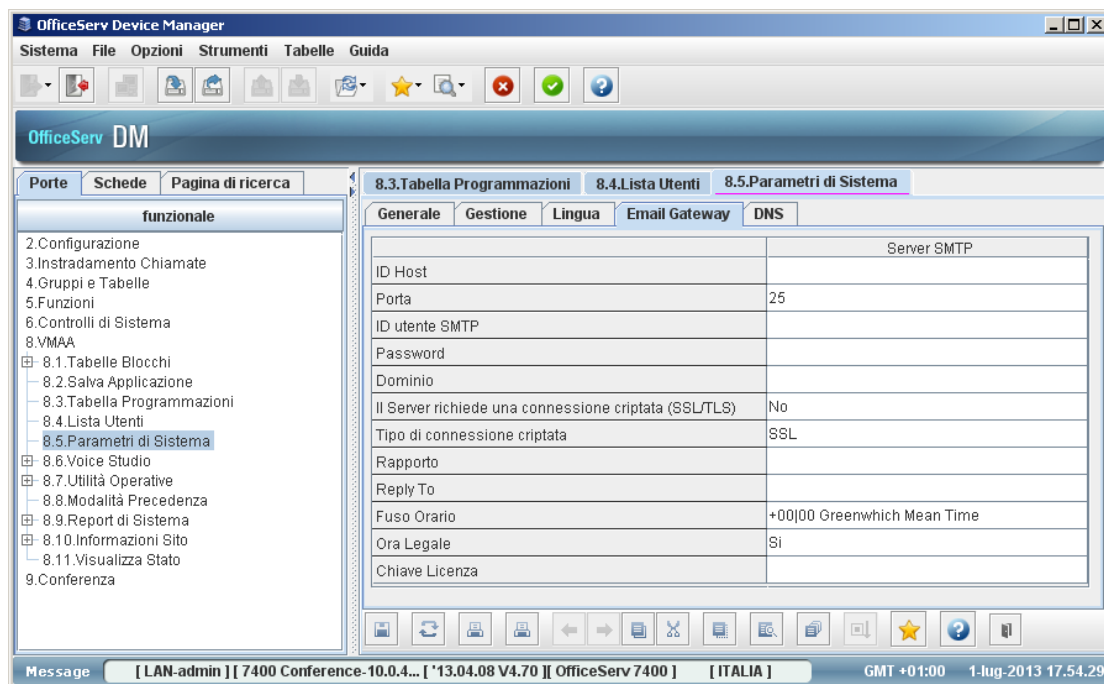 OfficeServ Device Manager
Sistema File Opzioni Strumenti Tabelle Guida
OfficeServ DM
Porte Schede Pagina di ricerca
funzionale
2.Configurazione
3.Instradamento Chiamate
4.Gruppi e Tabelle
5.Funzioni
6.Controlli di Sistema
8.VMAA
8.1.Tabelle Blocchi
8.2.Salva Applicazione
8.3.Tabella Programmazioni
8.4.Lista Utenti
8.5.Parametri di Sistema
8.6.Voice Studio
8.7.Utilità Operative
8.8.Modalità Precedenza
8.9.Report di Sistema
8.10.Informazioni Sito
8.11.Visualizza Stato
9.Conferenza
8.3.Tabella Programmazioni 8.4.Lista Utenti 8.5.Parametri di Sistema
Generale Gestione Lingua Email Gateway DNS
Server SMTP
ID Host
Porta 25
ID utente SMTP
Password
Dominio
Il Server richiede una connessione criptata (SSL/TLS) No
Tipo di connessione criptata SSL
Rapporto
Reply To
Fuso Orario +00|00 Greenwhich Mean Time
Ora Legale Si
Chiave Licenza
Message [ LAN-admin ] [ 7400 Conference-10.0.4... [ '13.04.08 V4.70 ][ OfficeServ 7400 ] [ ITALIA ] GMT +01:00 1-lug-2013 17.54.29